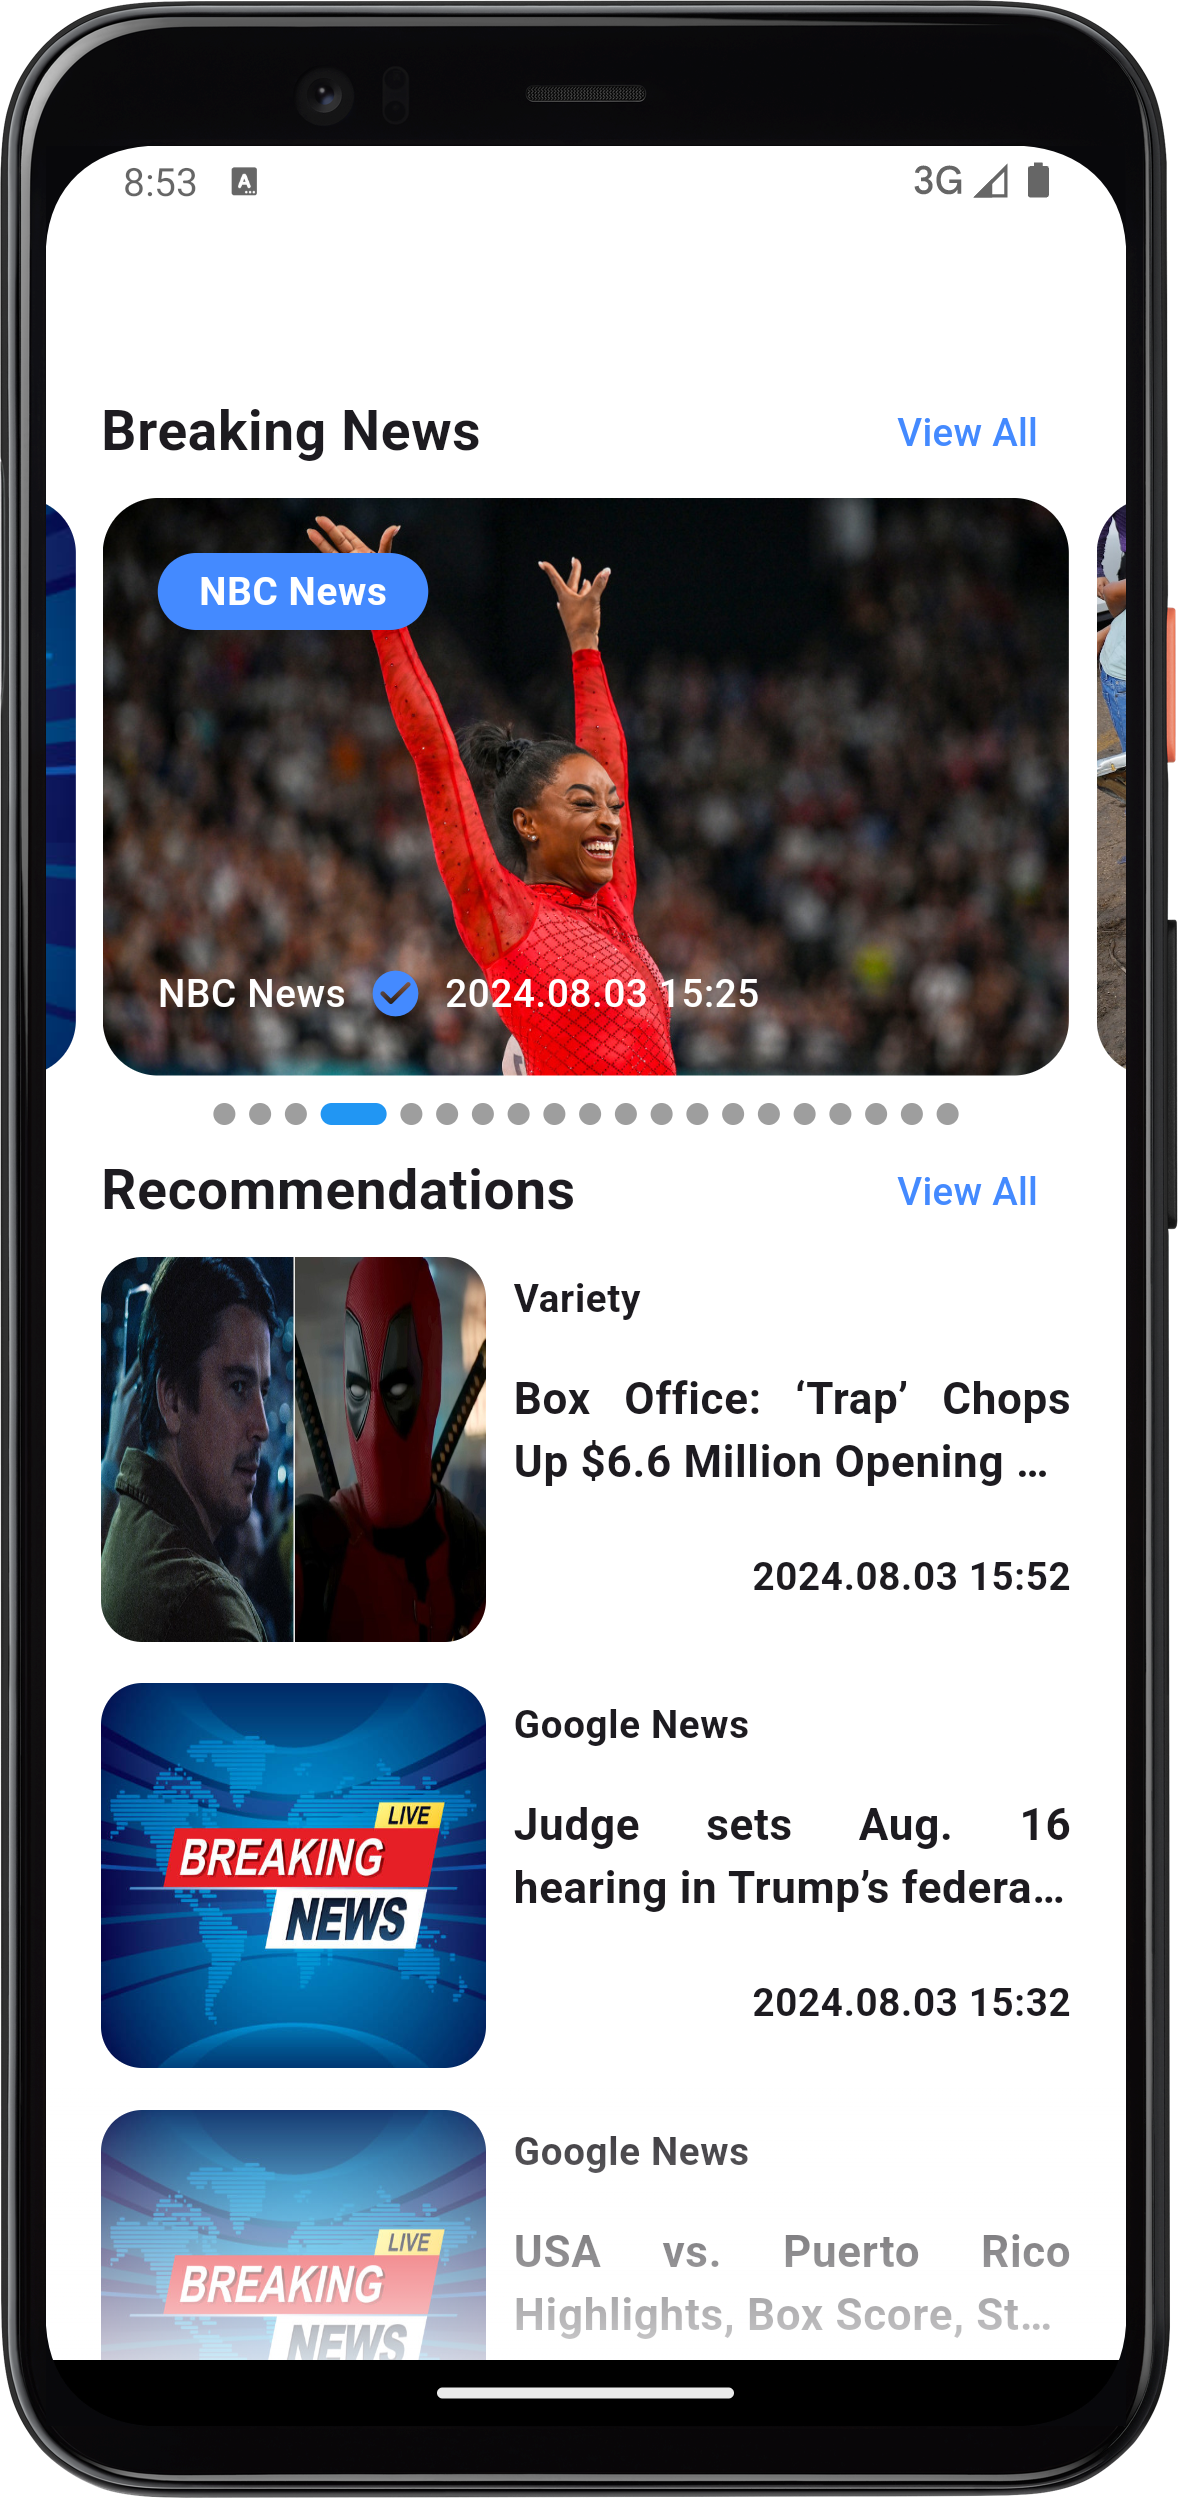 8:53
A
3G
Breaking News
View All
NBC News
NBC News 2024.08.03 15:25
Recommendations
View All
Variety
Box Office: ‘Trap’ Chops
Up $6.6 Million Opening …
2024.08.03 15:52
LIVE
BREAKING
NEWS
Google News
Judge sets Aug. 16
hearing in Trump’s federa…
2024.08.03 15:32
LIVE
BREAKING
NEWS
Google News
USA vs. Puerto Rico
Highlights, Box Score, St…